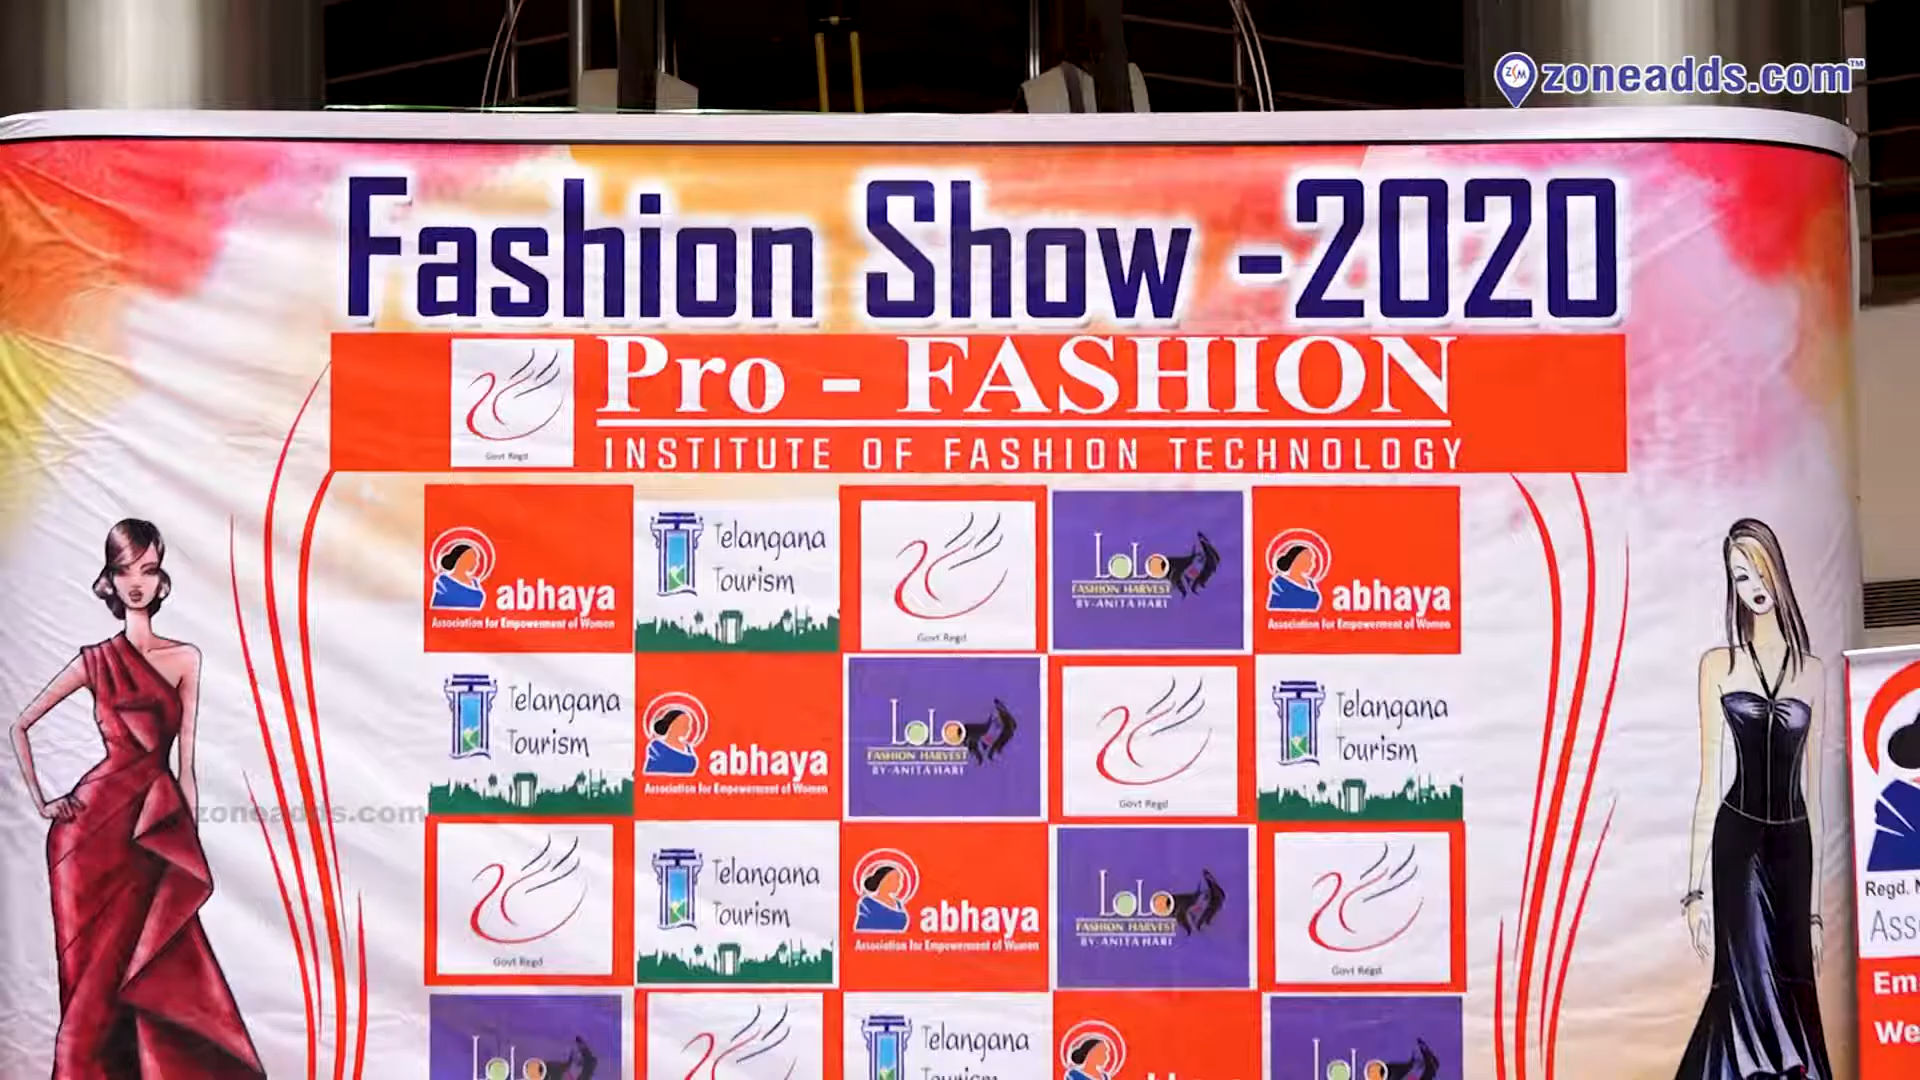 zoneadds.com™
Fashion Show -2020
Pro - FASHION
Govt Regd
INSTITUTE OF FASHION TECHNOLOGY
abhaya
Association for Empowerment of Women
Telangana
Tourism
Govt Regd
LoLo
FASHION HARVEST
BY-ANITA HARI
abhaya
Association for Empowerment of Women
Telangana
Tourism
abhaya
Association for Empowerment of Women
LoLo
FASHION HARVEST
BY-ANITA HARI
Govt Regd
Telangana
Tourism
zoneadds.com
Govt Regd
Telangana
Tourism
abhaya
Association for Empowerment of Women
LoLo
FASHION HARVEST
BY-ANITA HARI
Govt Regd
Regd.
LoLo
Telangana
Tourism
LoLo